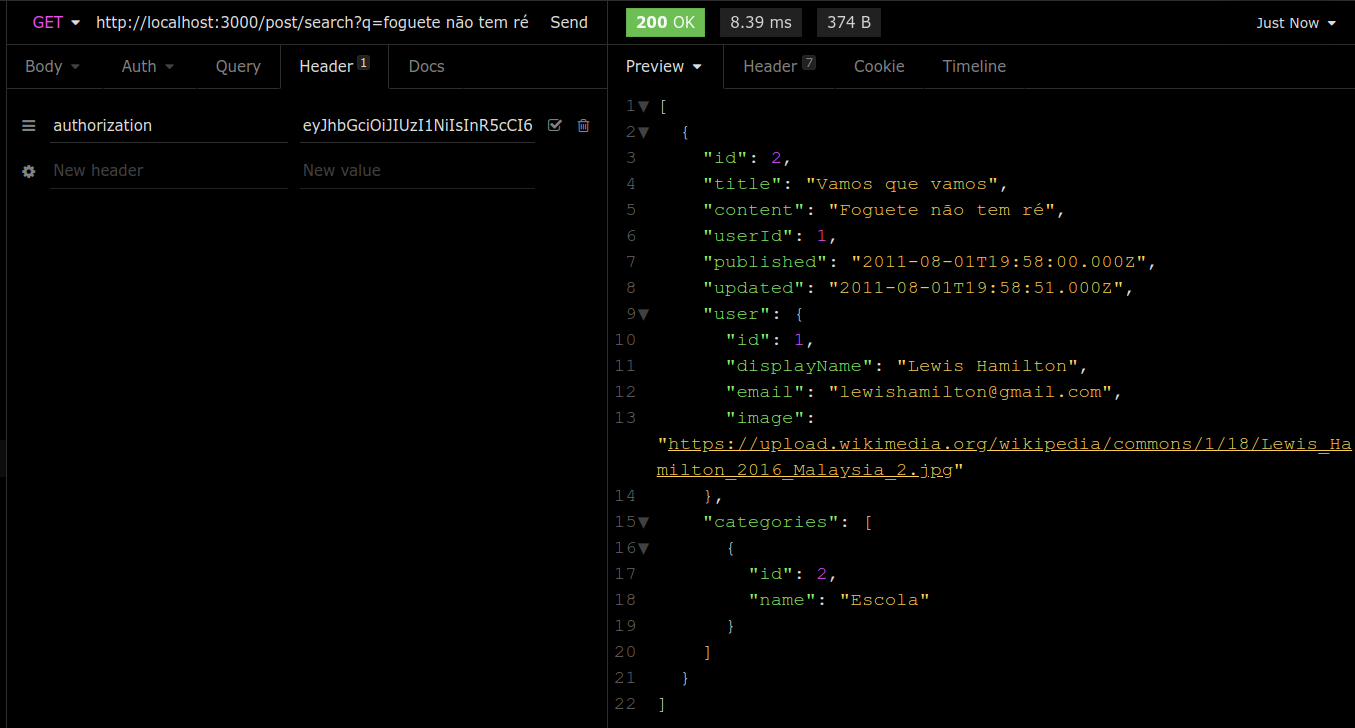 GET http://localhost:3000/post/search?q=foguete não tem ré Send
200 OK 8.39 ms 374 B Just Now
Body Auth Query Header 1 Docs
Preview Header 7 Cookie Timeline
authorization eyJhbGciOiJIUzI1NiIsInR5cCI6
New header New value
1 [
2 {
3 "id": 2,
4 "title": "Vamos que vamos",
5 "content": "Foguete não tem ré",
6 "userId": 1,
7 "published": "2011-08-01T19:58:00.000Z",
8 "updated": "2011-08-01T19:58:51.000Z",
9 "user": {
10 "id": 1,
11 "displayName": "Lewis Hamilton",
12 "email": "lewishamilton@gmail.com",
13 "image":
"https://upload.wikimedia.org/wikipedia/commons/1/18/Lewis_Ha
milton_2016_Malaysia_2.jpg"
14 },
15 "categories": [
16 {
17 "id": 2,
18 "name": "Escola"
19 }
20 ]
21 }
22 ]